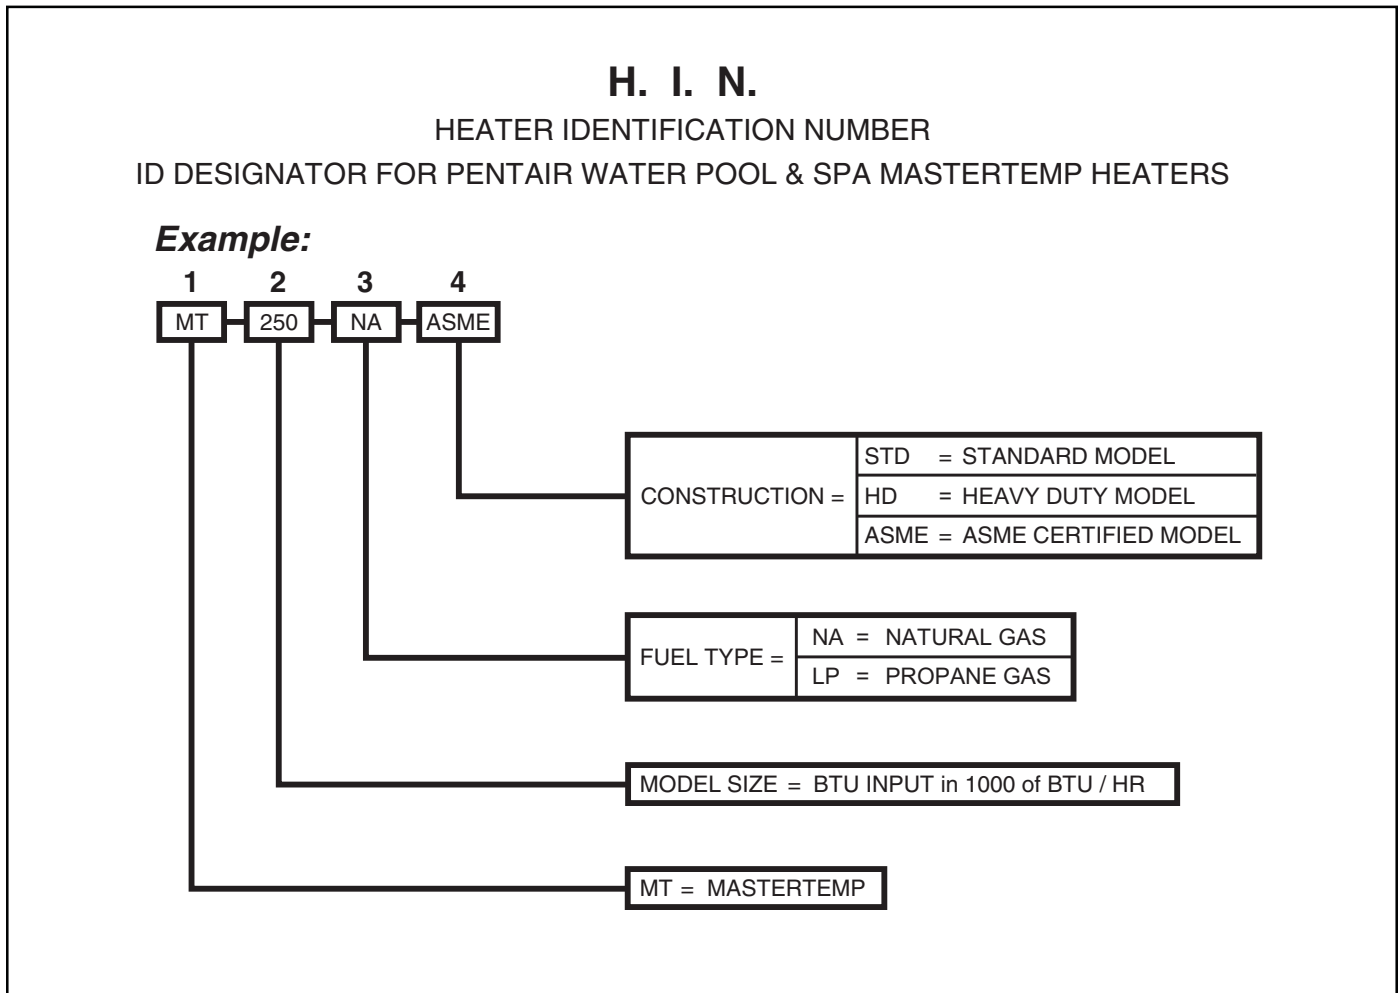 H. I. N.
HEATER IDENTIFICATION NUMBER
ID DESIGNATOR FOR PENTAIR WATER POOL & SPA MASTERTEMP HEATERS
Example:
1 2 3 4
MT 250 NA ASME
CONSTRUCTION =
STD = STANDARD MODEL
HD = HEAVY DUTY MODEL
ASME = ASME CERTIFIED MODEL
FUEL TYPE =
NA = NATURAL GAS
LP = PROPANE GAS
MODEL SIZE = BTU INPUT in 1000 of BTU / HR
MT = MASTERTEMP